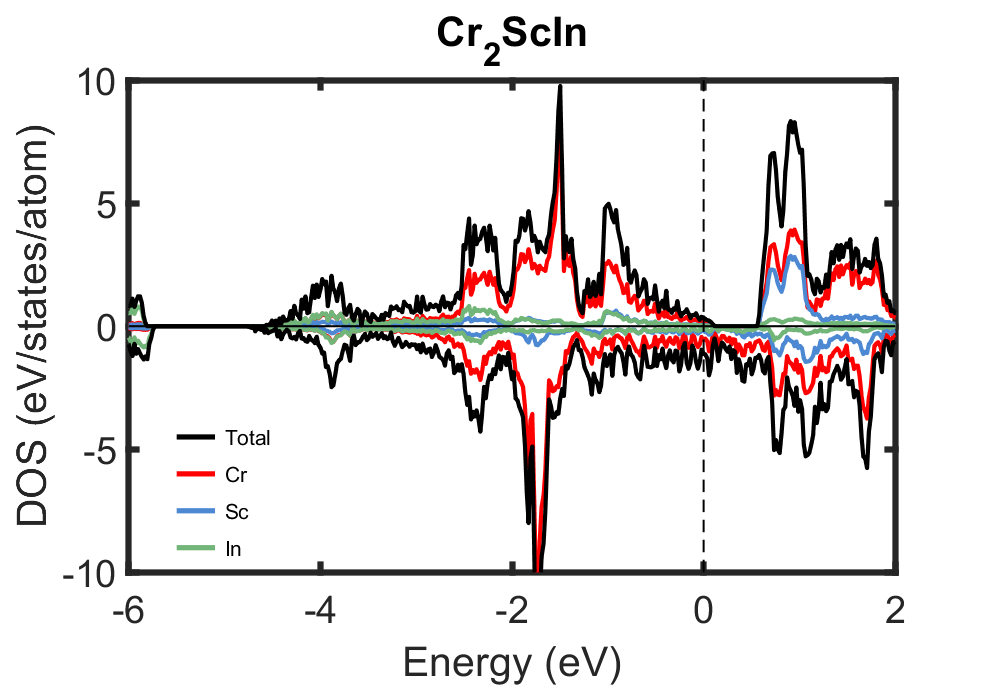 Cr2ScIn
10
5
0
-5
-10
DOS (eV/states/atom)
Total
Cr
Sc
In
-6 -4 -2 0 2
Energy (eV)